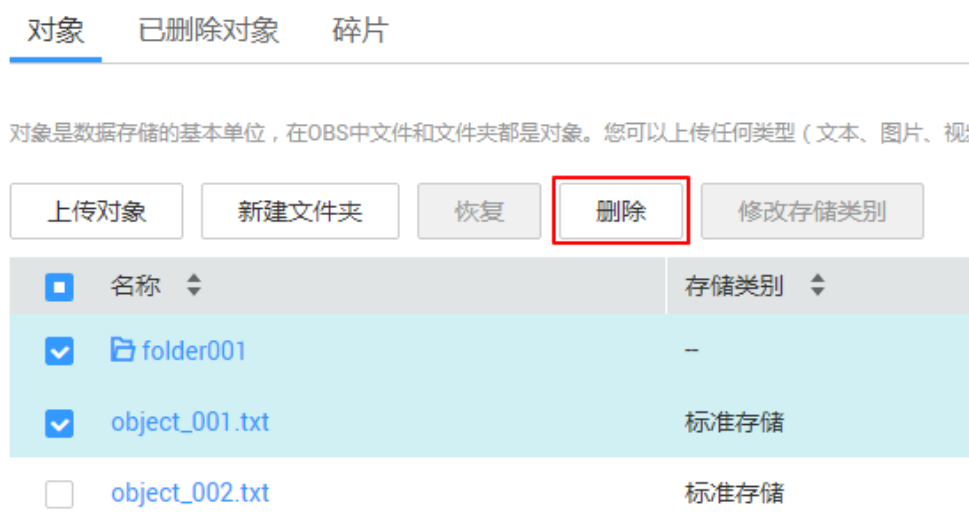 对象 已删除对象 碎片
对象是数据存储的基本单位，在OBS中文件和文件夹都是对象。您可以上传任何类型（文本、图片、视
上传对象 新建文件夹 恢复 删除 修改存储类别
名称 存储类别
folder001 --
object_001.txt 标准存储
object_002.txt 标准存储